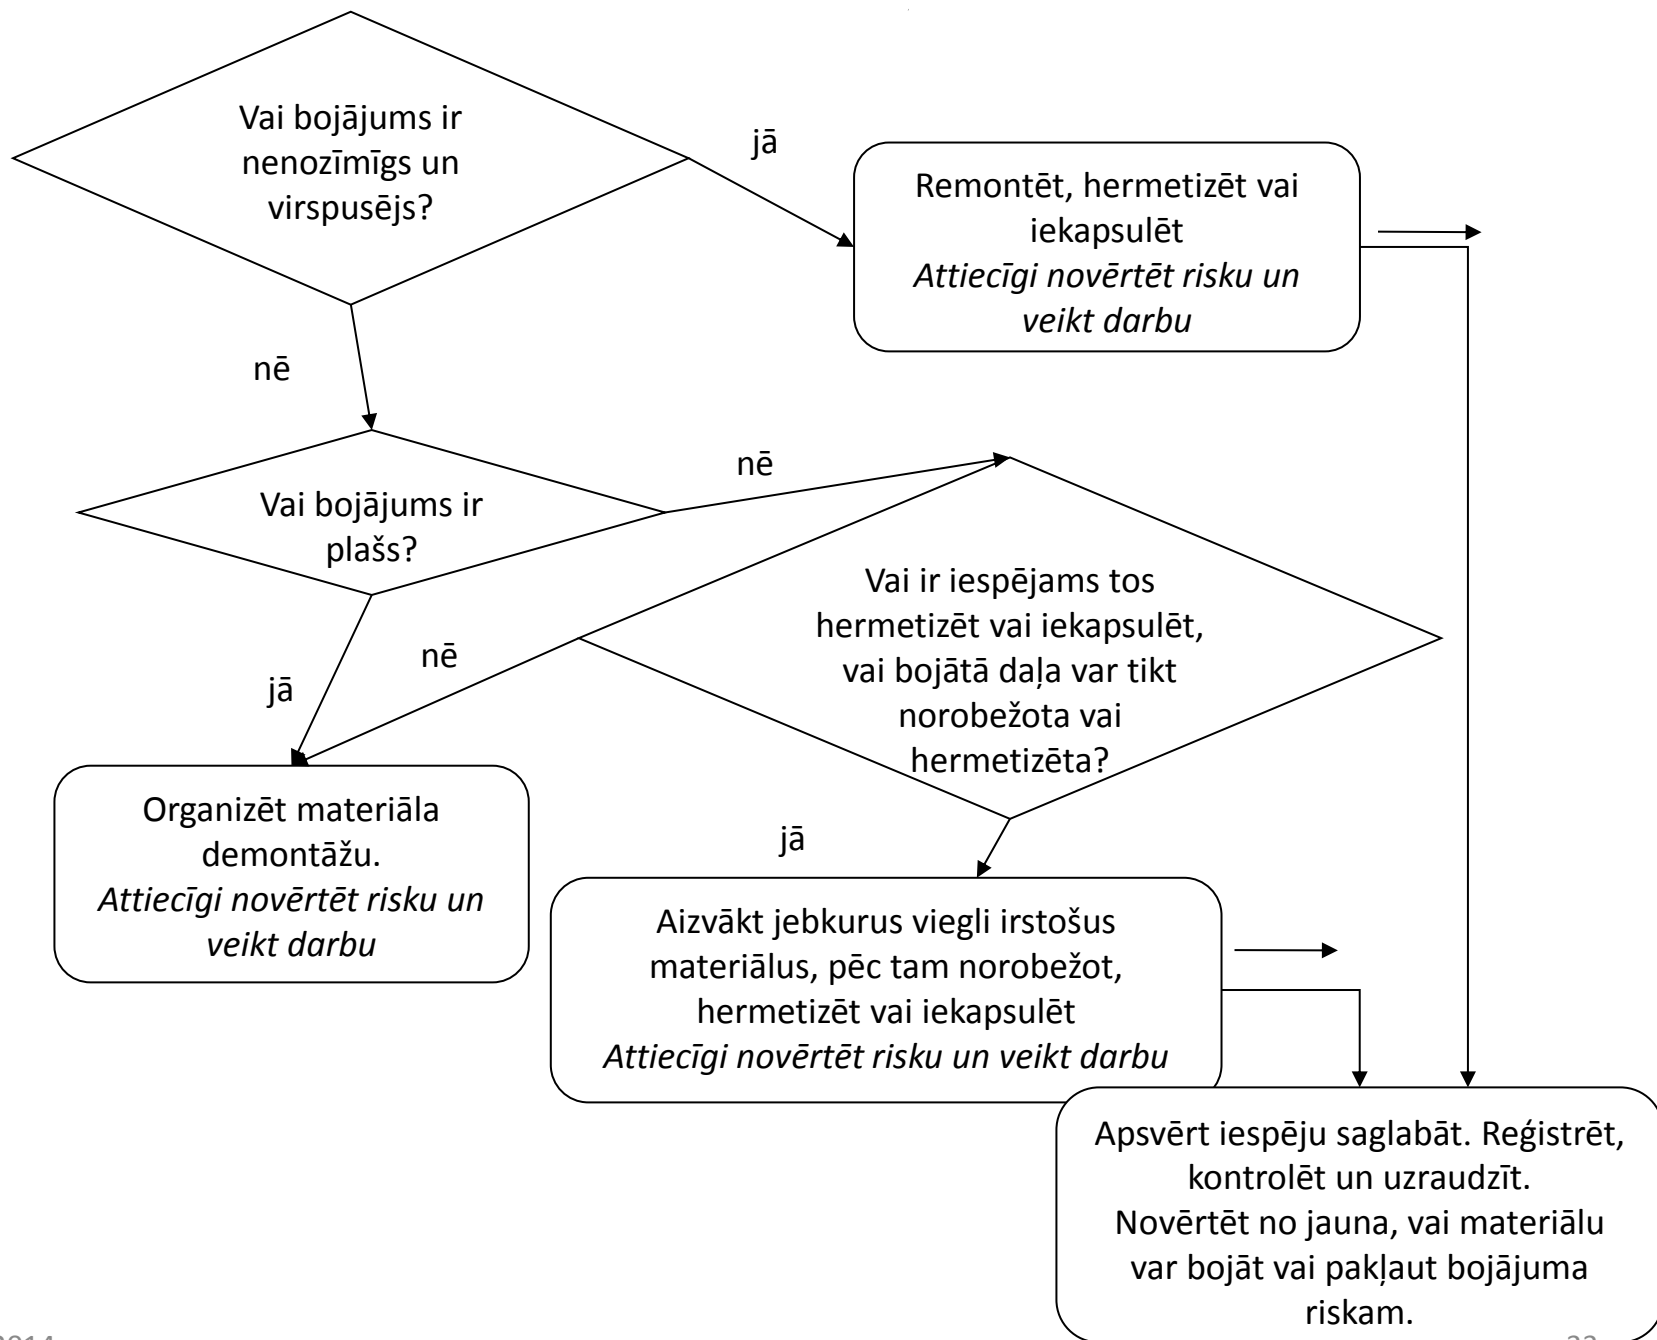 Vai bojājums ir
nenozīmīgs un
virspusējs?
jā
Remontēt, hermetizēt vai
iekapsulēt
Attiecīgi novērtēt risku un
veikt darbu
nē
Vai bojājums ir
plašs?
nē
Vai ir iespējams tos
hermetizēt vai iekapsulēt,
vai bojātā daļa var tikt
norobežota vai
hermetizēta?
nē
jā
Organizēt materiāla
demontāžu.
Attiecīgi novērtēt risku un
veikt darbu
jā
Aizvākt jebkurus viegli irstošus
materiālus, pēc tam norobežot,
hermetizēt vai iekapsulēt
Attiecīgi novērtēt risku un veikt darbu
Apsvērt iespēju saglabāt. Reģistrēt,
kontrolēt un uzraudzīt.
Novērtēt no jauna, vai materiālu
var bojāt vai pakļaut bojājuma
riskam.